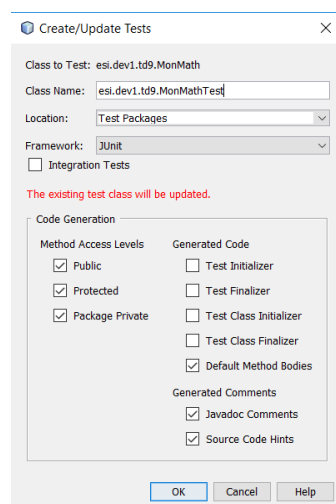 Create/Update Tests
Class to Test: esi.dev1.td9.MonMath
Class Name: esi.dev1.td9.MonMathTest
Location: Test Packages
Framework: JUnit
Integration Tests
The existing test class will be updated.
Code Generation
Method Access Levels Generated Code
Public Test Initializer
Protected Test Finalizer
Package Private Test Class Initializer
Test Class Finalizer
Default Method Bodies
Generated Comments
Javadoc Comments
Source Code Hints
OK Cancel Help